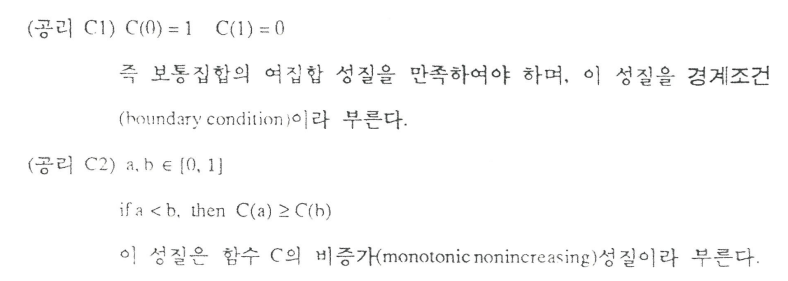 (공리 C1) C(0) = 1 C(1) = 0
즉 보통집합의 여집합 성질을 만족하여야 하며, 이 성질을 경계조건
(boundary condition)이라 부른다.
(공리 C2) a, b ∈ [0, 1]
if a < b, then C(a) ≥ C(b)
이 성질은 함수 C의 비증가(monotonic nonincreasing)성질이라 부른다.